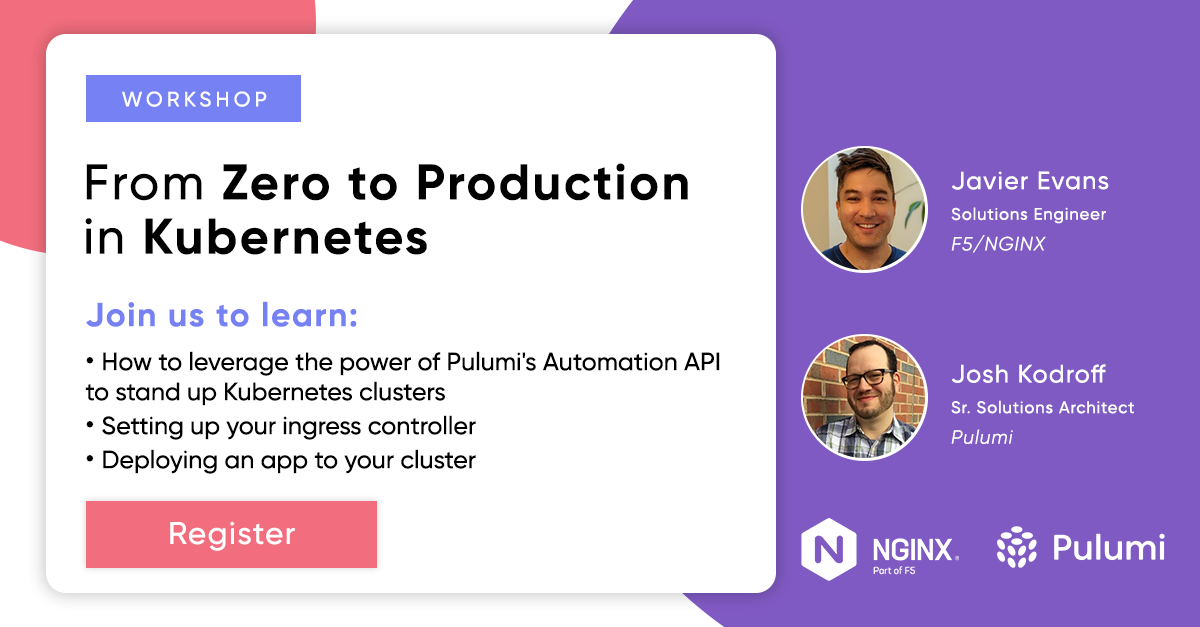 WORKSHOP
From Zero to Production
in Kubernetes
Join us to learn:
• How to leverage the power of Pulumi's Automation API
to stand up Kubernetes clusters
• Setting up your ingress controller
• Deploying an app to your cluster
Register
Javier Evans
Solutions Engineer
F5/NGINX
Josh Kodroff
Sr. Solutions Architect
Pulumi
N NGINX®
Part of F5
Pulumi